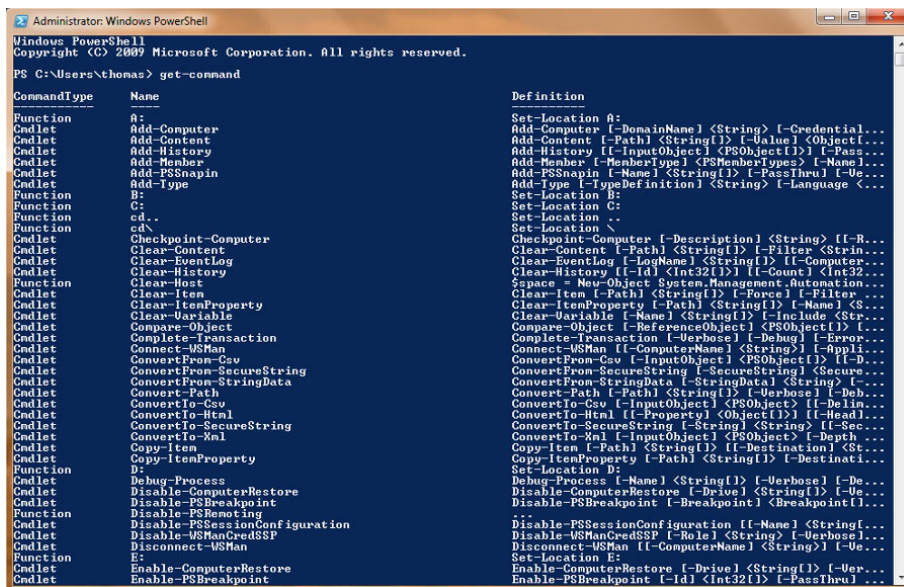 Administrator: Windows PowerShell
Windows PowerShell
Copyright (C) 2009 Microsoft Corporation. All rights reserved.
PS C:\Users\thomas> get-command
CommandType Name Definition
----------- ---- ----------
Function A: Set-Location A:
Cmdlet Add-Computer Add-Computer [-DomainName] <String> [-Credential...
Cmdlet Add-Content Add-Content [-Path] <String[]> [-Value] <Object[...
Cmdlet Add-History Add-History [[-InputObject] <PSObject[]>] [-Pass...
Cmdlet Add-Member Add-Member [-MemberType] <PSMemberTypes> [-Name]...
Cmdlet Add-PSSnapin Add-PSSnapin [-Name] <String[]> [-PassThru] [-Ve...
Cmdlet Add-Type Add-Type [-TypeDefinition] <String> [-Language <...
Function B: Set-Location B:
Function C: Set-Location C:
Function cd.. Set-Location ..
Function cd\ Set-Location \
Cmdlet Checkpoint-Computer Checkpoint-Computer [-Description] <String> [[-R...
Cmdlet Clear-Content Clear-Content [-Path] <String[]> [-Filter <Strin...
Cmdlet Clear-EventLog Clear-EventLog [-LogName] <String[]> [[-Computer...
Cmdlet Clear-History Clear-History [[-Id] <Int32[]>] [[-Count] <Int32...
Function Clear-Host $space = New-Object System.Management.Automation...
Cmdlet Clear-Item Clear-Item [-Path] <String[]> [-Force] [-Filter ...
Cmdlet Clear-ItemProperty Clear-ItemProperty [-Path] <String[]> [-Name] <S...
Cmdlet Clear-Variable Clear-Variable [-Name] <String[]> [-Include <Str...
Cmdlet Compare-Object Compare-Object [-ReferenceObject] <PSObject[]> [...
Cmdlet Complete-Transaction Complete-Transaction [-Verbose] [-Debug] [-Error...
Cmdlet Connect-WSMan Connect-WSMan [[-ComputerName] <String>] [-Appli...
Cmdlet ConvertFrom-Csv ConvertFrom-Csv [-InputObject] <PSObject[]> [[-D...
Cmdlet ConvertFrom-SecureString ConvertFrom-SecureString [-SecureString] <Secure...
Cmdlet ConvertFrom-StringData ConvertFrom-StringData [-StringData] <String> [-...
Cmdlet Convert-Path Convert-Path [-Path] <String[]> [-Verbose] [-Deb...
Cmdlet ConvertTo-Csv ConvertTo-Csv [-InputObject] <PSObject> [[-Delim...
Cmdlet ConvertTo-Html ConvertTo-Html [[-Property] <Object[]>] [[-Head]...
Cmdlet ConvertTo-SecureString ConvertTo-SecureString [-String] <String> [[-Sec...
Cmdlet ConvertTo-Xml ConvertTo-Xml [-InputObject] <PSObject> [-Depth ...
Cmdlet Copy-Item Copy-Item [-Path] <String[]> [[-Destination] <St...
Cmdlet Copy-ItemProperty Copy-ItemProperty [-Path] <String[]> [-Destinati...
Function D: Set-Location D:
Cmdlet Debug-Process Debug-Process [-Name] <String[]> [-Verbose] [-De...
Cmdlet Disable-ComputerRestore Disable-ComputerRestore [-Drive] <String[]> [-Ve...
Cmdlet Disable-PSBreakpoint Disable-PSBreakpoint [-Breakpoint] <Breakpoint[]...
Function Disable-PSRemoting ...
Cmdlet Disable-PSSessionConfiguration Disable-PSSessionConfiguration [[-Name] <String[...
Cmdlet Disable-WSManCredSSP Disable-WSManCredSSP [-Role] <String> [-Verbose]...
Cmdlet Disconnect-WSMan Disconnect-WSMan [[-ComputerName] <String>] [-Ve...
Function E: Set-Location E:
Cmdlet Enable-ComputerRestore Enable-ComputerRestore [-Drive] <String[]> [-Ver...
Cmdlet Enable-PSBreakpoint Enable-PSBreakpoint [-Id] <Int32[]> [-PassThru] ...